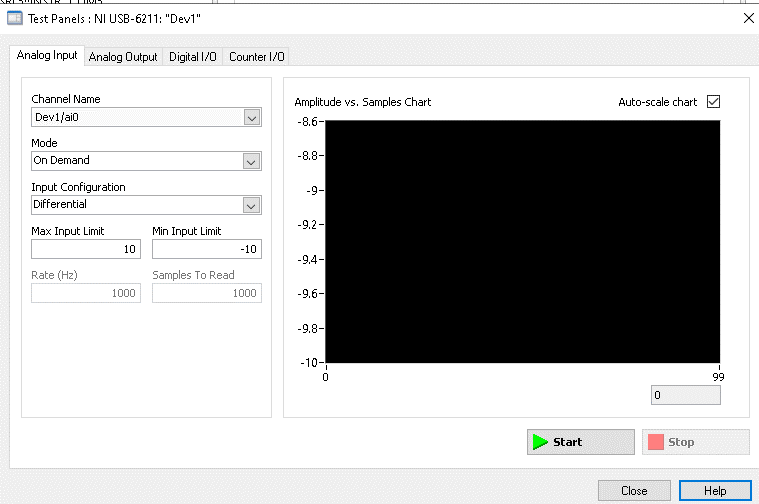 Test Panels : NI USB-6211: "Dev1"
Analog Input Analog Output Digital I/O Counter I/O
Channel Name
Dev1/ai0
Mode
On Demand
Input Configuration
Differential
Max Input Limit Min Input Limit
10 -10
Rate (Hz) Samples To Read
1000 1000
Amplitude vs. Samples Chart Auto-scale chart
-8.6
-8.8
-9
-9.2
-9.4
-9.6
-9.8
-10
0 99
0
Start Stop
Close Help